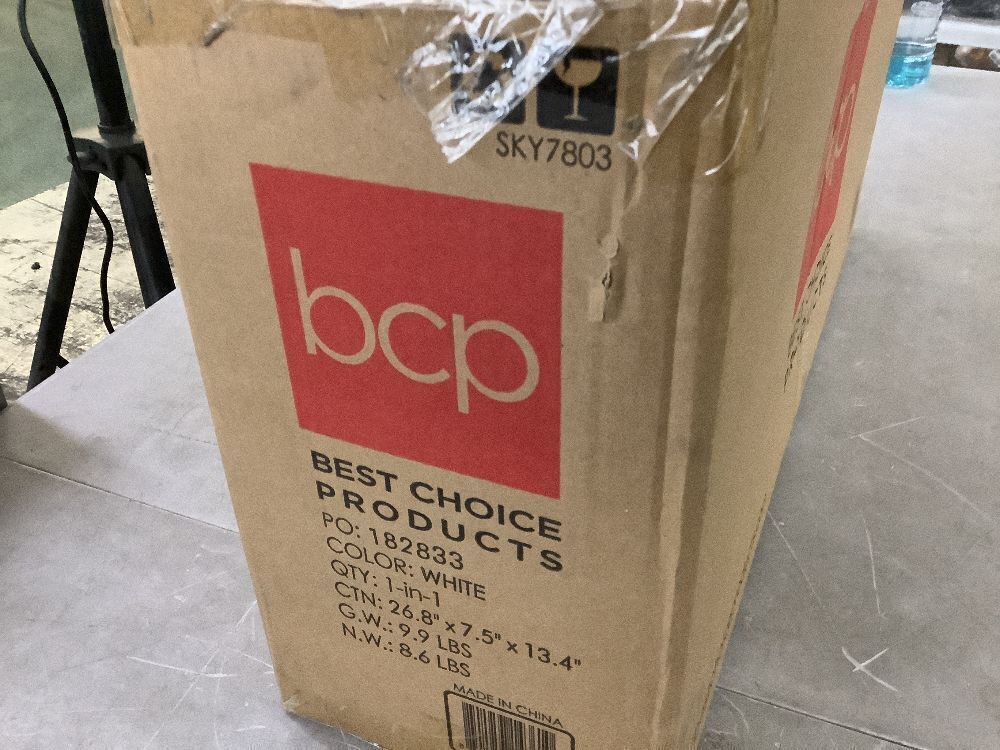 SKY7803
bcp
BEST CHOICE
PRODUCTS
PO: 182833
COLOR: WHITE
QTY: 1-in-1
CTN: 26.8" x 7.5" x 13.4"
G.W.: 9.9 LBS
N.W.: 8.6 LBS
MADE IN CHINA